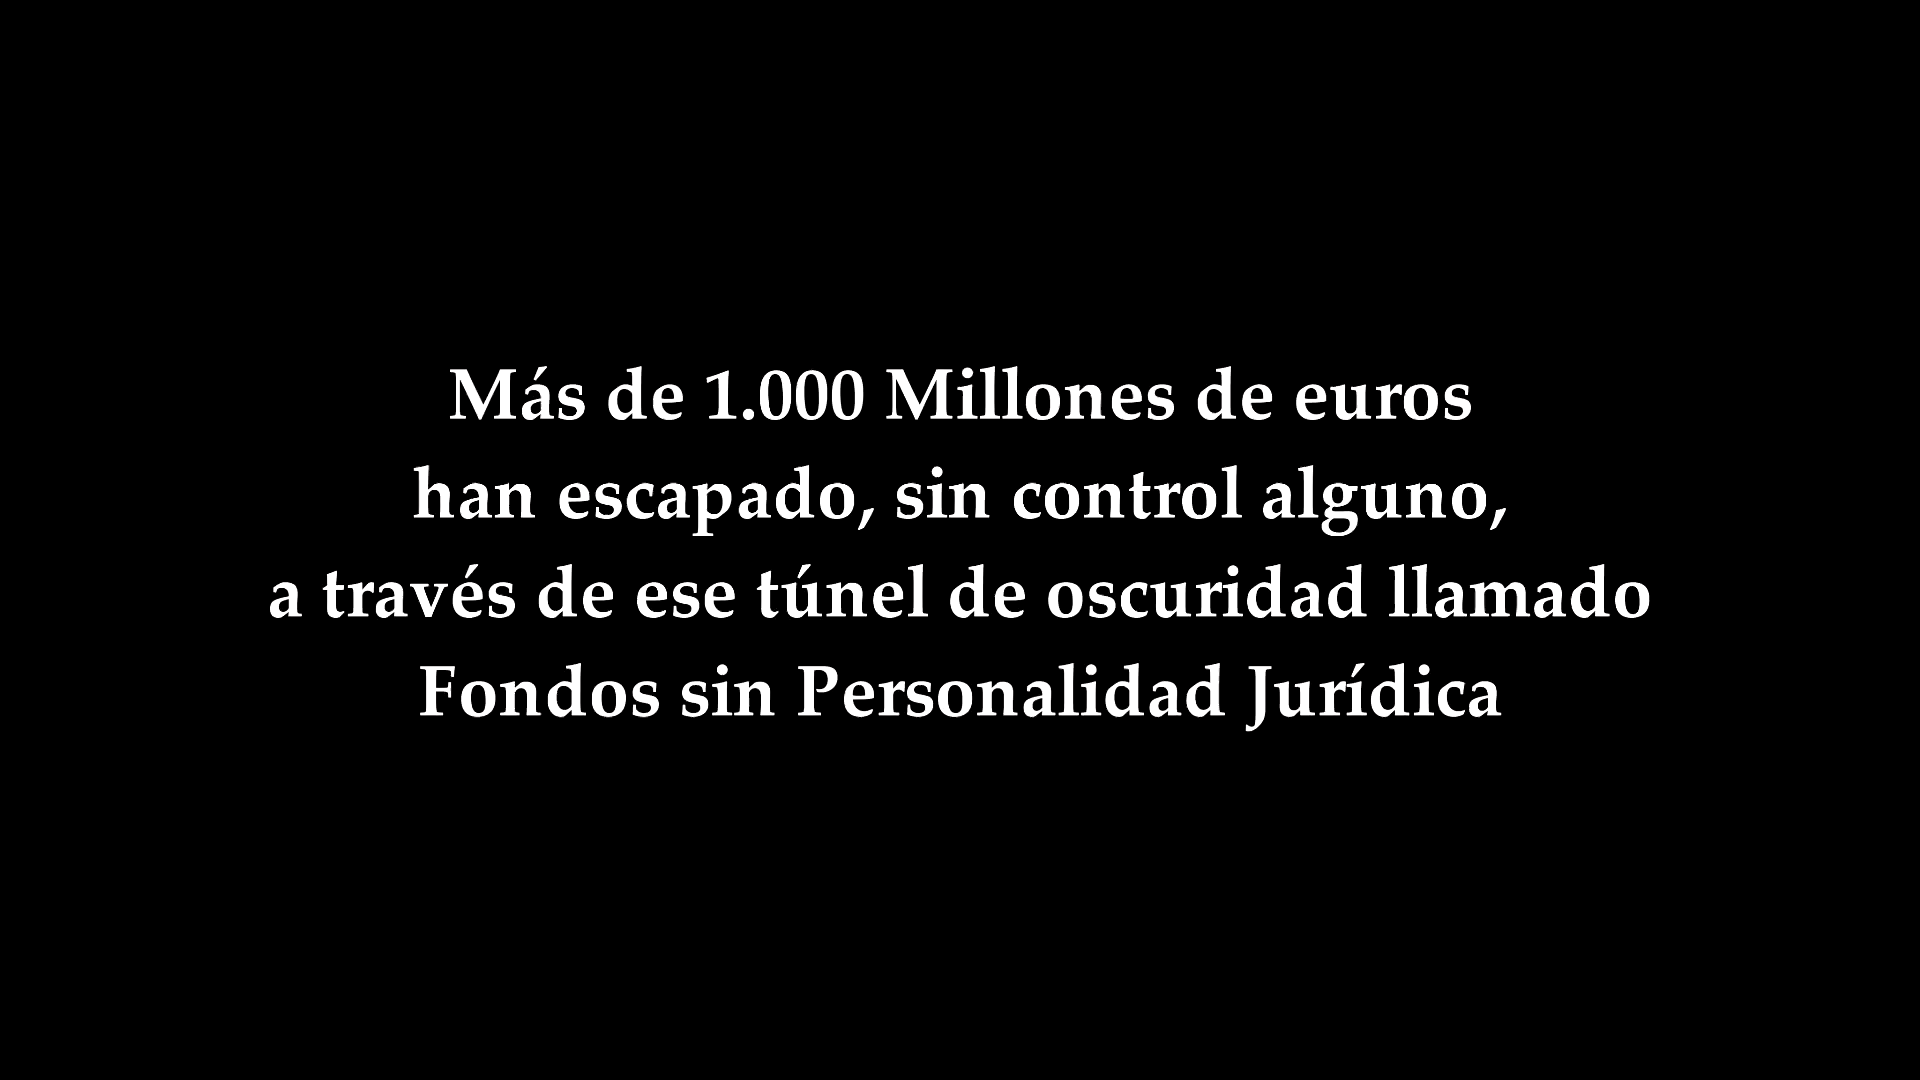 Más de 1.000 Millones de euros
han escapado, sin control alguno,
a través de ese túnel de oscuridad llamado
Fondos sin Personalidad Jurídica